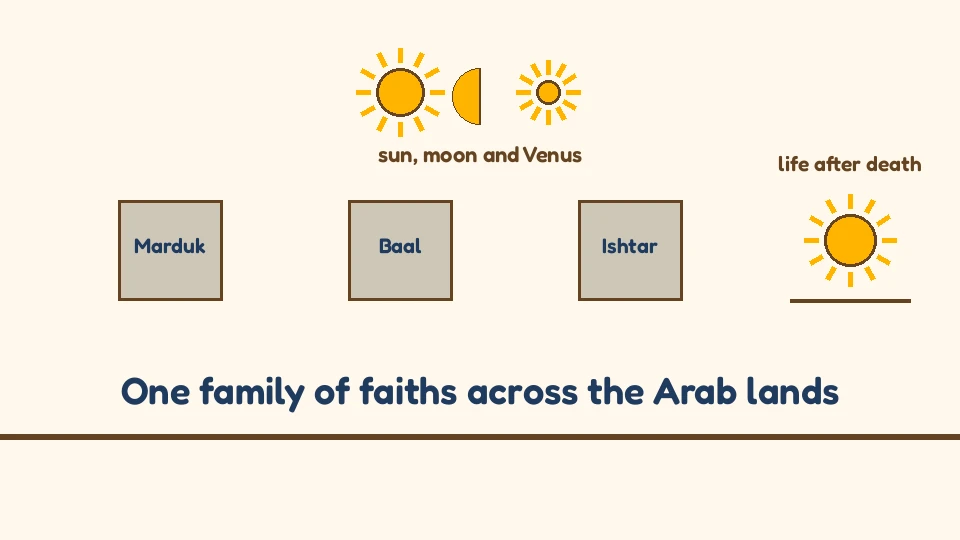 sun, moon and Venus
life after death
Marduk
Baal
Ishtar
One family of faiths across the Arab lands